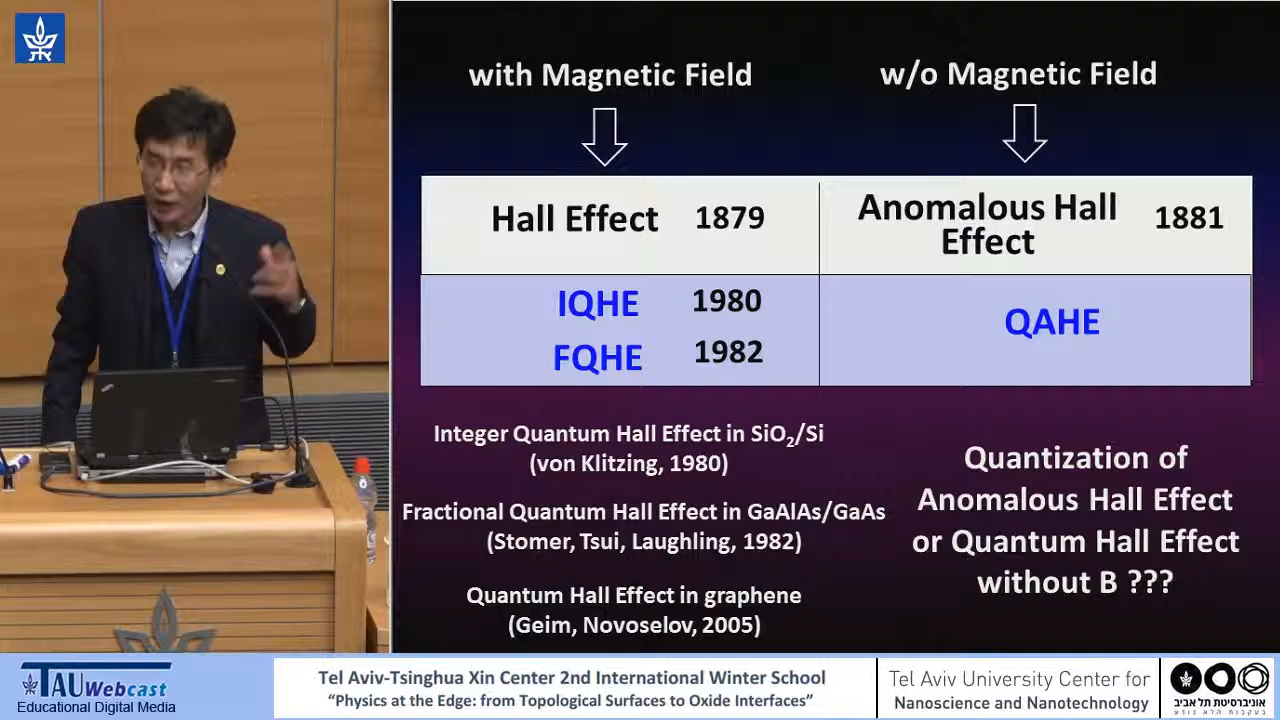 with Magnetic Field
w/o Magnetic Field
Hall Effect 1879
Anomalous Hall
Effect 1881
IQHE 1980
FQHE 1982
QAHE
Integer Quantum Hall Effect in SiO₂/Si
(von Klitzing, 1980)
Fractional Quantum Hall Effect in GaAlAs/GaAs
(Stomer, Tsui, Laughling, 1982)
Quantum Hall Effect in graphene
(Geim, Novoselov, 2005)
Quantization of
Anomalous Hall Effect
or Quantum Hall Effect
without B ???
TAUWebcast
Educational Digital Media
Tel Aviv-Tsinghua Xin Center 2nd International Winter School
“Physics at the Edge: from Topological Surfaces to Oxide Interfaces”
Tel Aviv University Center for
Nanoscience and Nanotechnology
אוניברסיטת תל אביב